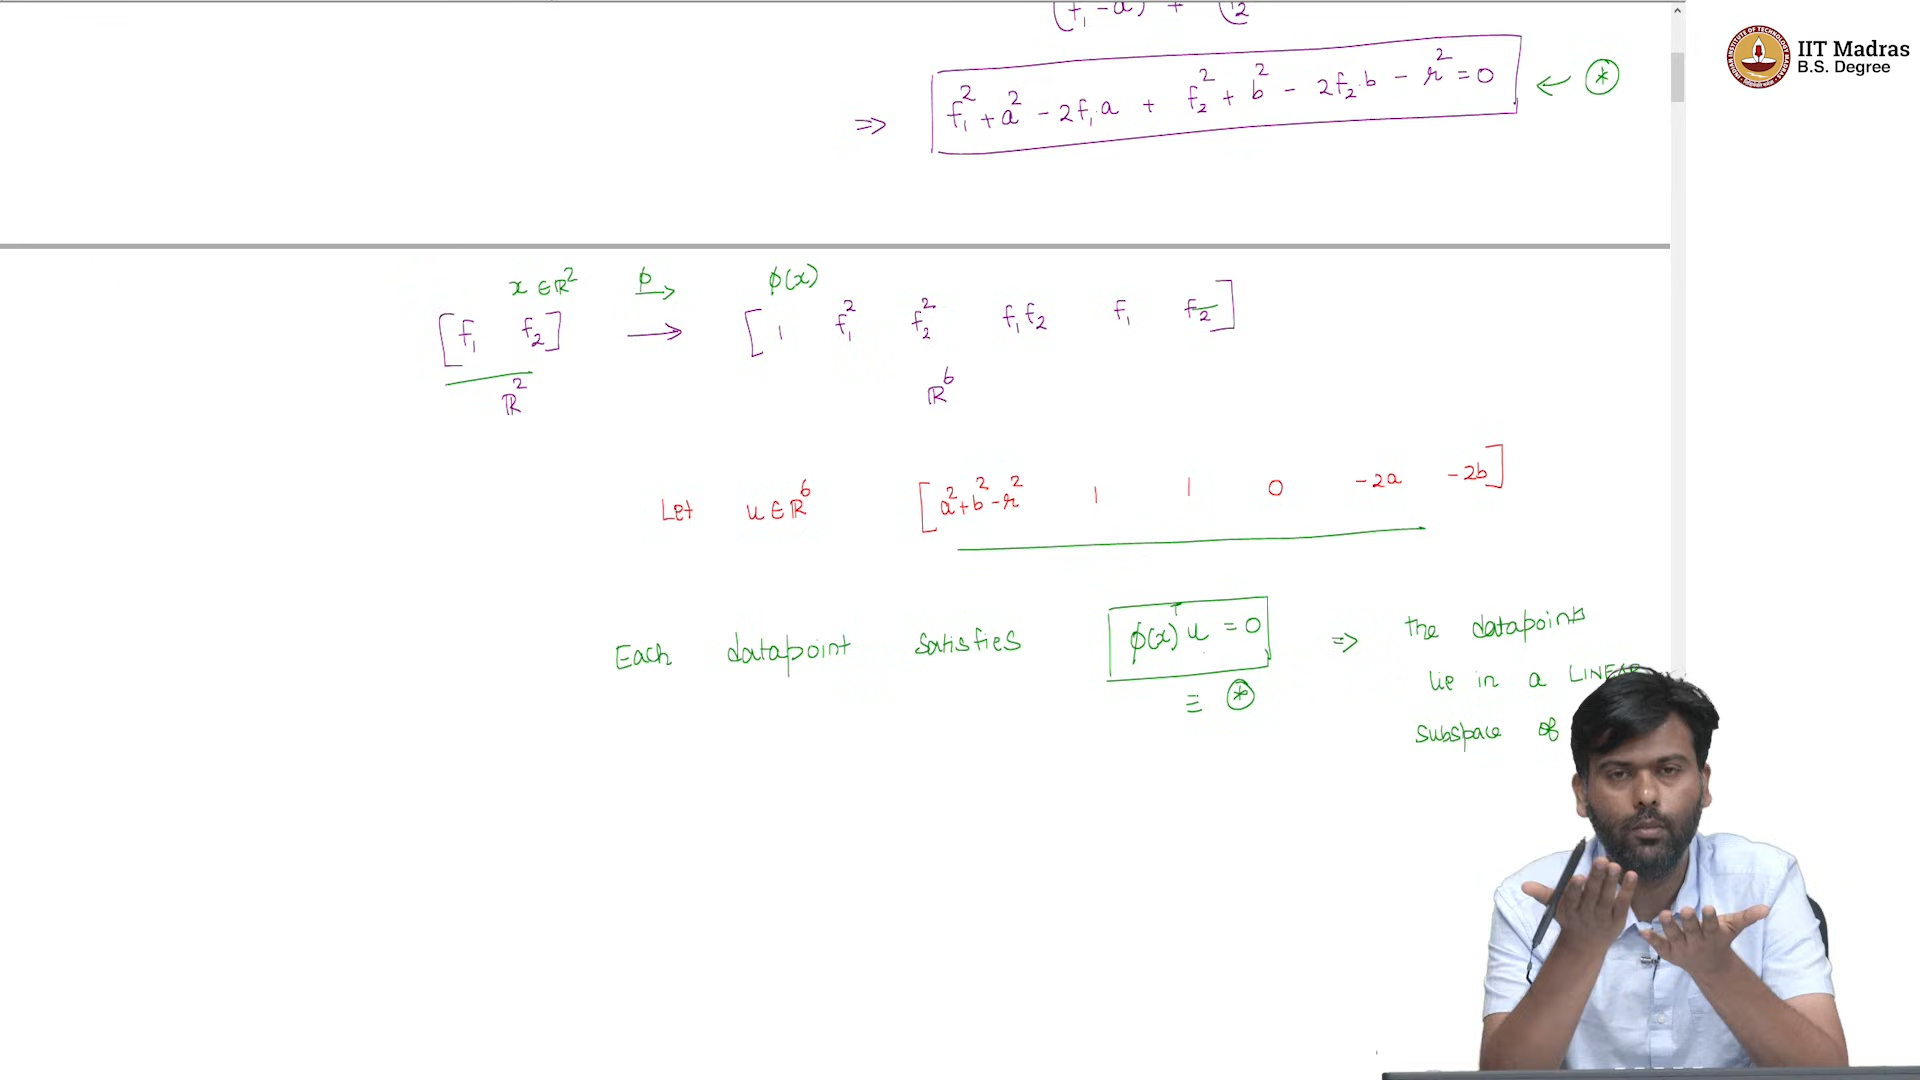 (f₁-a) + (f₂
⇒ f₁² + a² - 2f₁a + f₂² + b² - 2f₂b - r² = 0 ← *
IIT Madras
B.S. Degree
x ∈ ℝ² ϕ→ ϕ(x)
[f₁ f₂] → [1 f₁² f₂² f₁f₂ f₁ f₂]
ℝ² ℝ⁶
Let u ∈ ℝ⁶ [a²+b²-r² 1 1 0 -2a -2b]
Each datapoint satisfies ϕ(x)ᵀu = 0 ⇒ the datapoints
≡ * lie in a LINEAR
subspace of